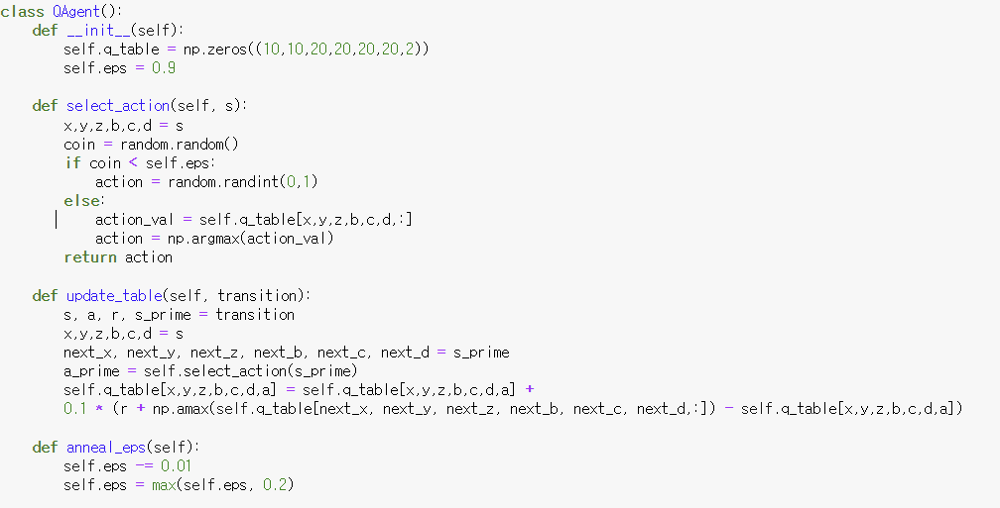 class QAgent():
    def __init__(self):
        self.q_table = np.zeros((10,10,20,20,20,20,2))
        self.eps = 0.9
    def select_action(self, s):
        x,y,z,b,c,d = s
        coin = random.random()
        if coin < self.eps:
            action = random.randint(0,1)
        else:
            action_val = self.q_table[x,y,z,b,c,d,:]
            action = np.argmax(action_val)
        return action
    def update_table(self, transition):
        s, a, r, s_prime = transition
        x,y,z,b,c,d = s
        next_x, next_y, next_z, next_b, next_c, next_d = s_prime
        a_prime = self.select_action(s_prime)
        self.q_table[x,y,z,b,c,d,a] = self.q_table[x,y,z,b,c,d,a] +
        0.1 * (r + np.amax(self.q_table[next_x, next_y, next_z, next_b, next_c, next_d,:]) - self.q_table[x,y,z,b,c,d,a])
    def anneal_eps(self):
        self.eps -= 0.01
        self.eps = max(self.eps, 0.2)